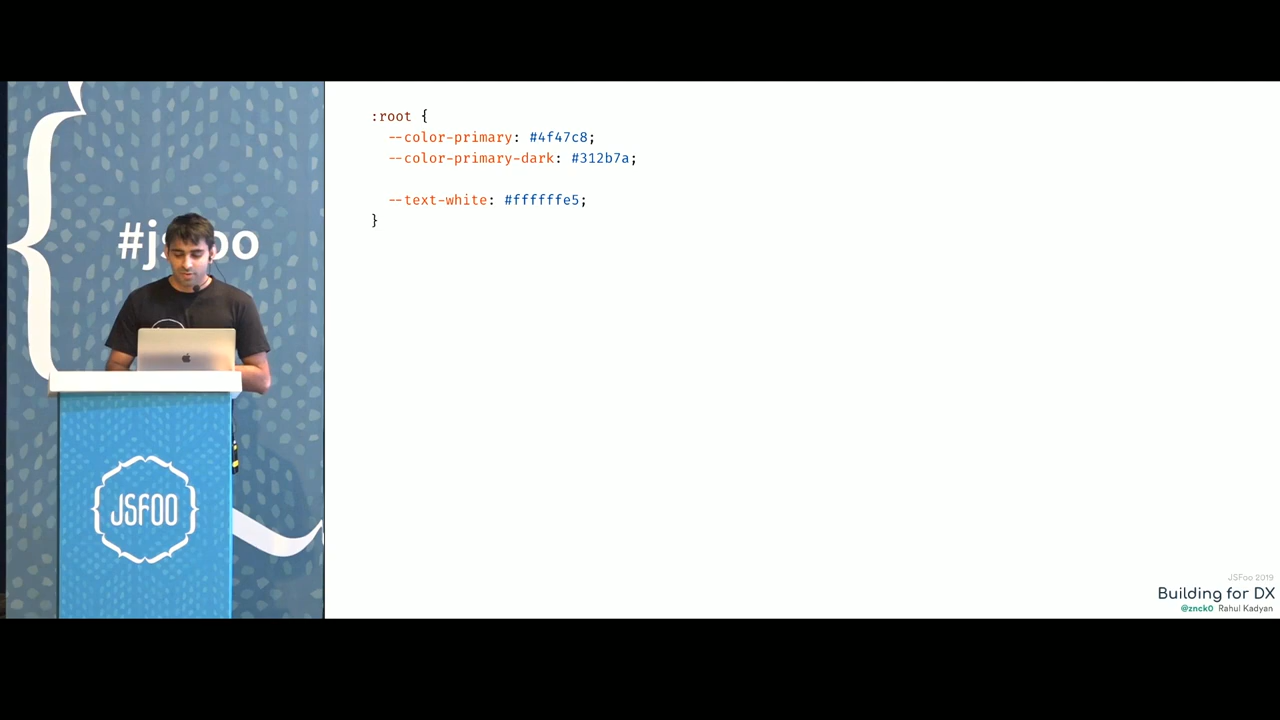 :root {
--color-primary: #4f47c8;
--color-primary-dark: #312b7a;
--text-white: #ffffffe5;
}
JSFOO
JSFoo 2019
Building for DX
@znck0 Rahul Kadyan